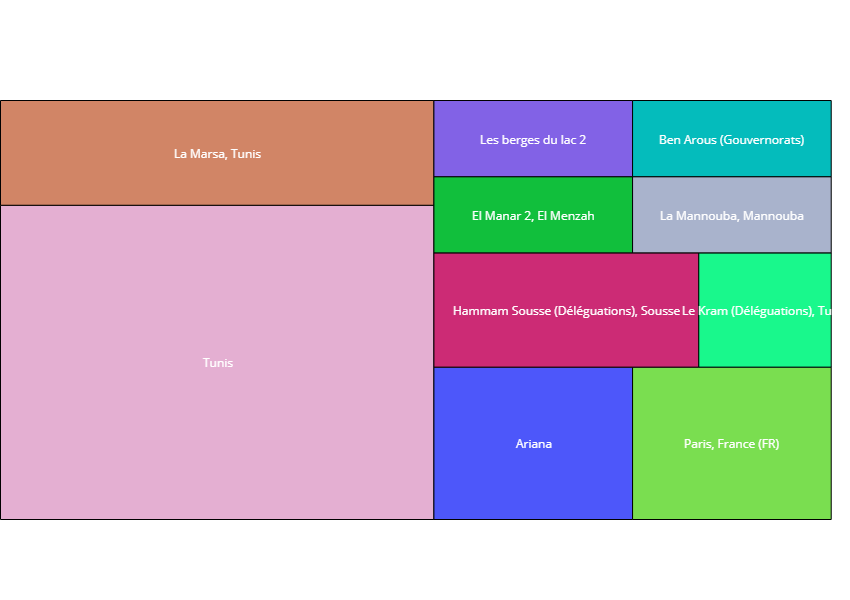 La Marsa, Tunis
Les berges du lac 2
Ben Arous (Gouvernorats)
El Manar 2, El Menzah
La Mannouba, Mannouba
Hammam Sousse (Déléguations), Sousse
Le Kram (Déléguations), Tu
Tunis
Ariana
Paris, France (FR)